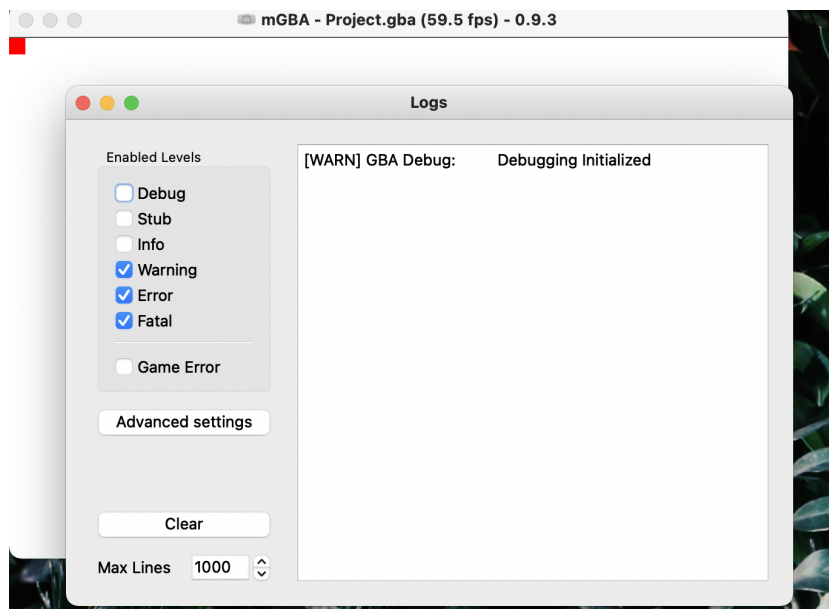 mGBA - Project.gba (59.5 fps) - 0.9.3
Logs
Enabled Levels
Debug
Stub
Info
Warning
Error
Fatal
Game Error
Advanced settings
Clear
Max Lines 1000
[WARN] GBA Debug: Debugging Initialized